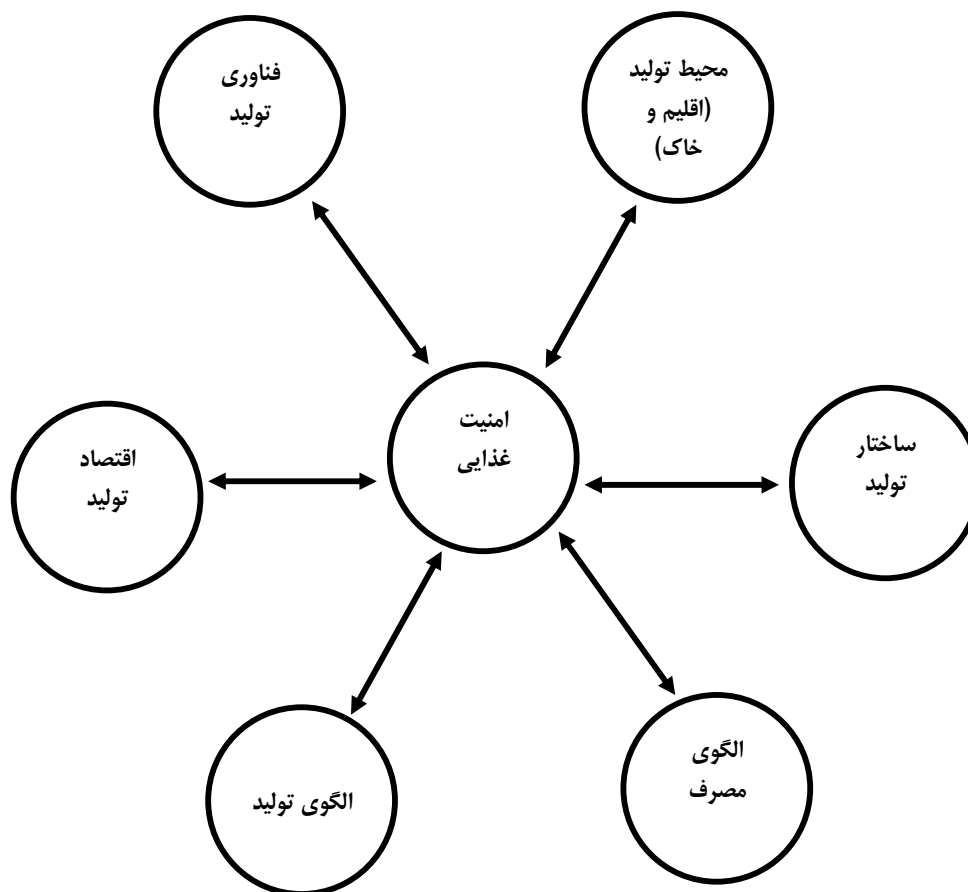 محیط تولید
(اقلیم و
خاک)
فناوری
تولید
امنیت
غذایی
ساختار
تولید
اقتصاد
تولید
الگوی
مصرف
الگوی تولید